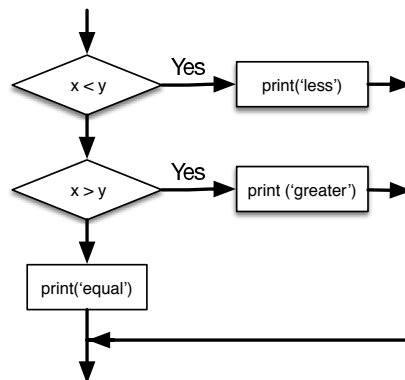 Yes
x < y
print(‘less’)
Yes
x > y
print (‘greater’)
print(‘equal’)